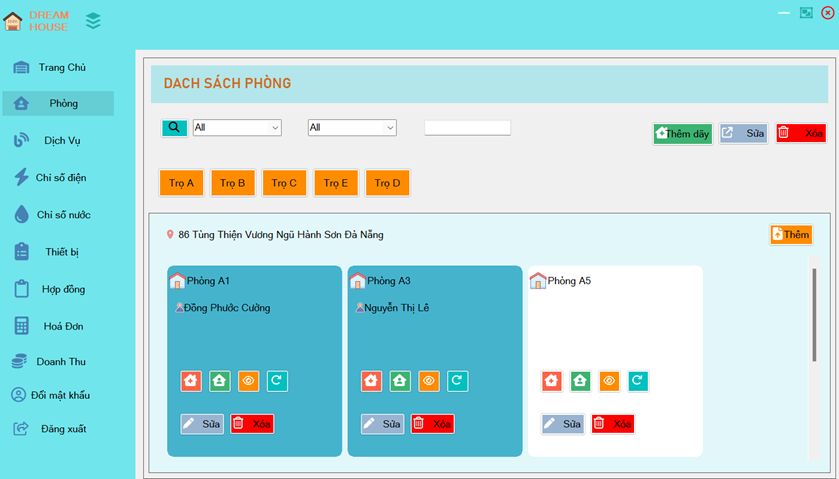 DREAM
HOUSE
Trang Chủ
Phòng
Dịch Vụ
Chỉ số điện
Chỉ số nước
Thiết bị
Hợp đồng
Hoá Đơn
Doanh Thu
Đổi mật khẩu
Đăng xuất
DACH SÁCH PHÒNG
All All Thêm dãy Sửa Xóa
Trọ A Trọ B Trọ C Trọ E Trọ D
86 Tùng Thiện Vương Ngũ Hành Sơn Đà Nẵng Thêm
Phòng A1 Phòng A3 Phòng A5
Đồng Phước Cường Nguyễn Thị Lê
Sửa Xóa Sửa Xóa Sửa Xóa